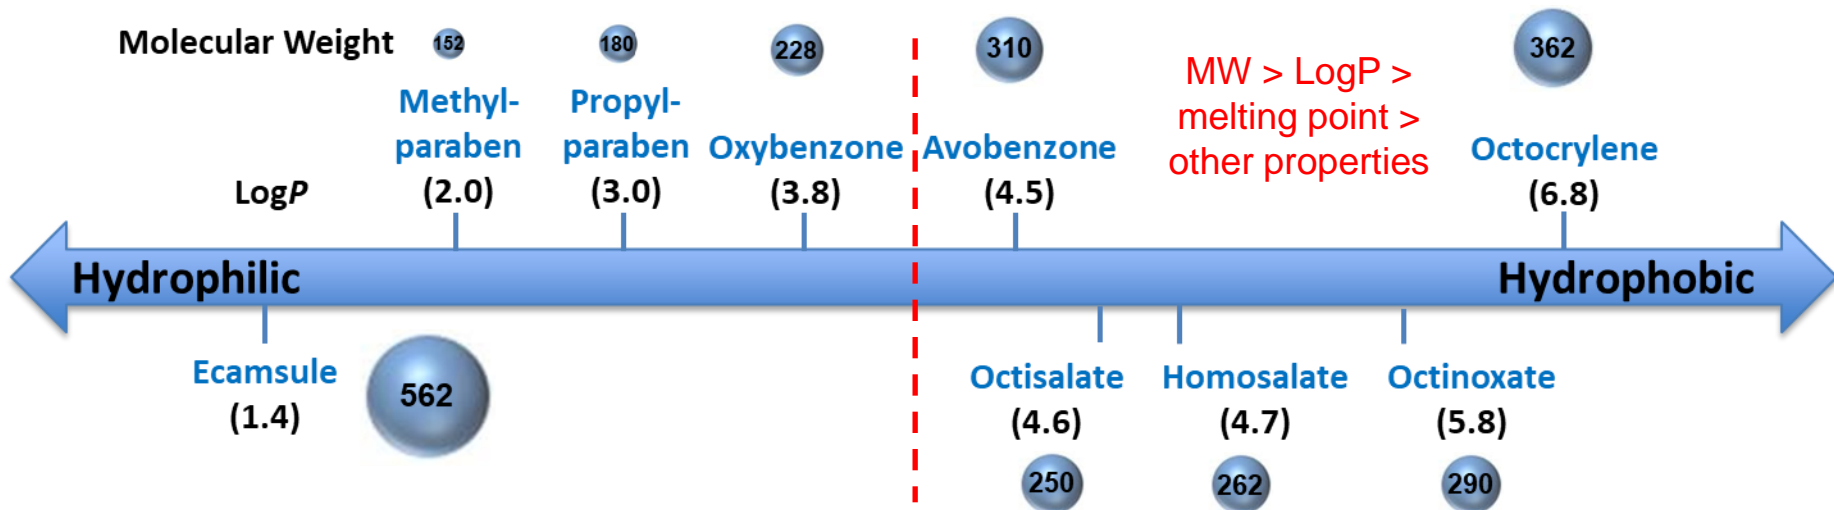 Molecular Weight 152 180 228 310 362
MW > LogP >
melting point >
other properties
Methyl-
paraben
(2.0)
Propyl-
paraben
(3.0)
Oxybenzone
(3.8)
Avobenzone
(4.5)
Octocrylene
(6.8)
LogP
Hydrophilic
Hydrophobic
Ecamsule
(1.4)
562
Octisalate
(4.6)
250
Homosalate
(4.7)
262
Octinoxate
(5.8)
290